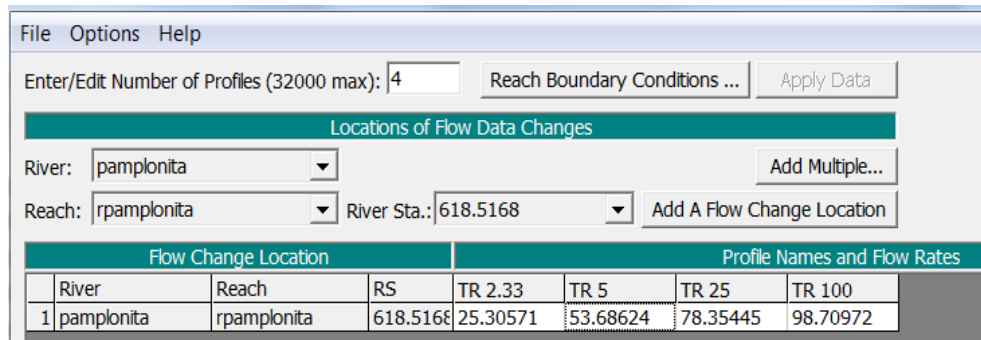 File Options Help
Enter/Edit Number of Profiles (32000 max): 4 Reach Boundary Conditions ... Apply Data
Locations of Flow Data Changes
River: pamplonita Add Multiple...
Reach: rpamplonita River Sta.: 618.5168 Add A Flow Change Location
Flow Change Location Profile Names and Flow Rates
River Reach RS TR 2.33 TR 5 TR 25 TR 100
1 pamplonita rpamplonita 618.5168 25.30571 53.68624 78.35445 98.70972